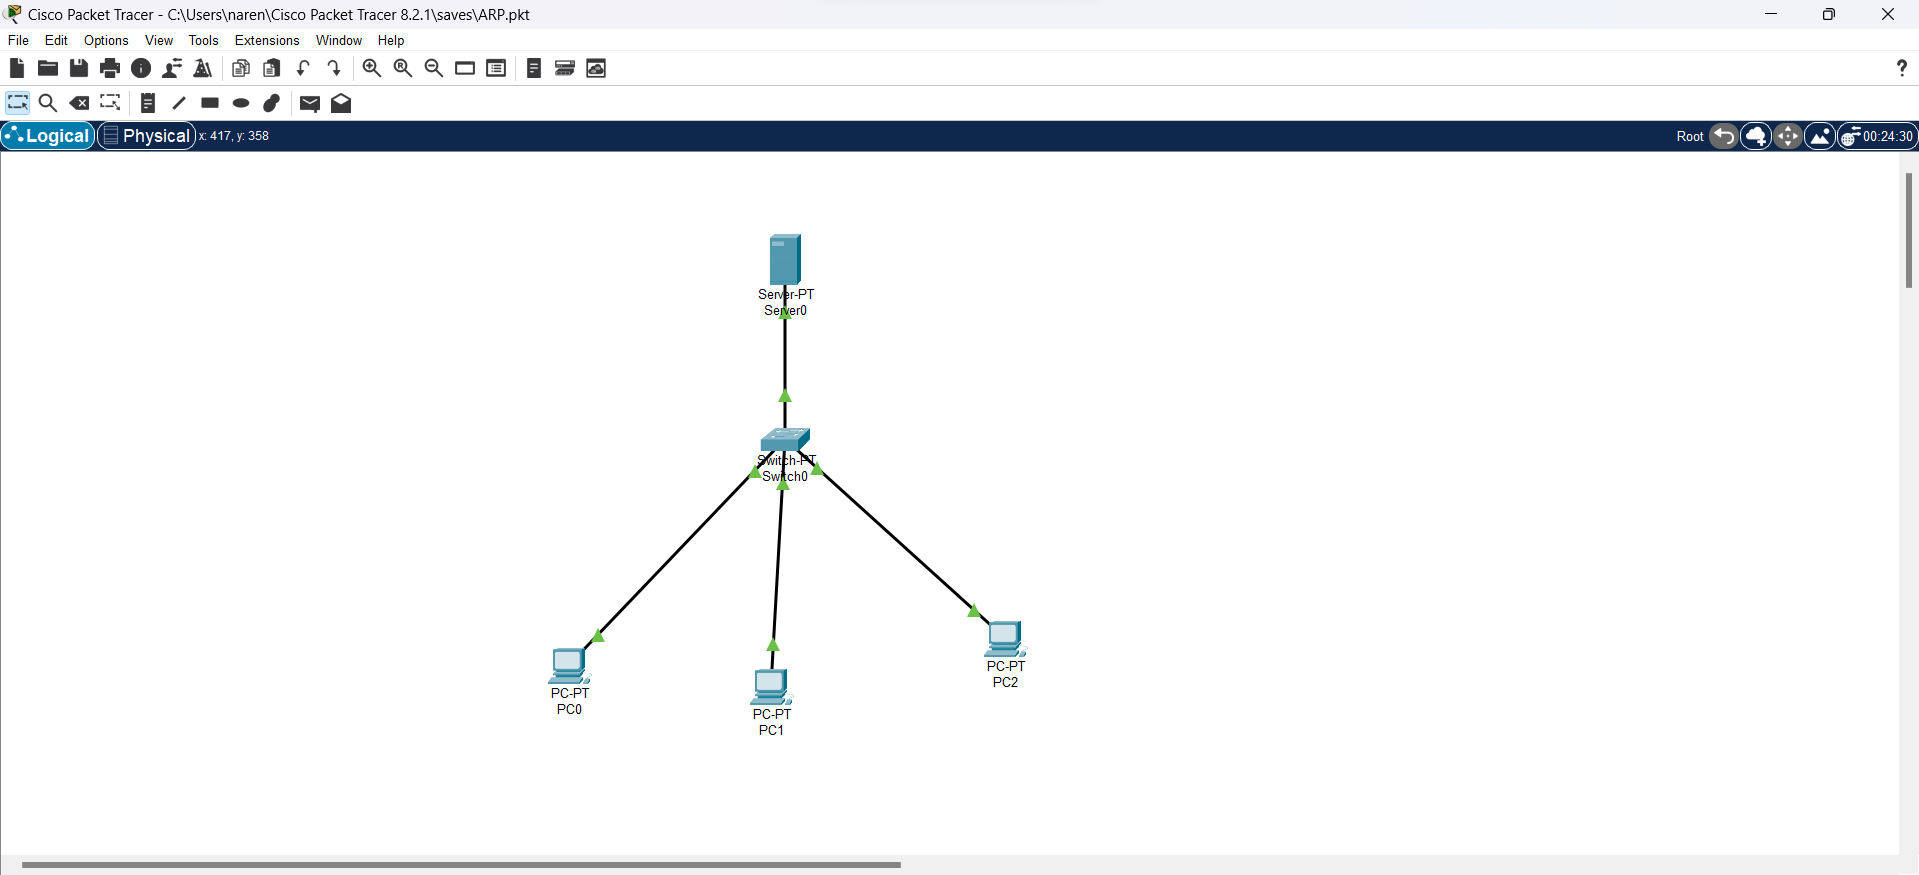 Cisco Packet Tracer - C:\Users\naren\Cisco Packet Tracer 8.2.1\saves\ARP.pkt
File Edit Options View Tools Extensions Window Help
?
Logical Physical x: 417, y: 358 Root 00:24:30
Server-PT
Server0
Switch-PT
Switch0
PC-PT
PC2
PC-PT
PC0
PC-PT
PC1